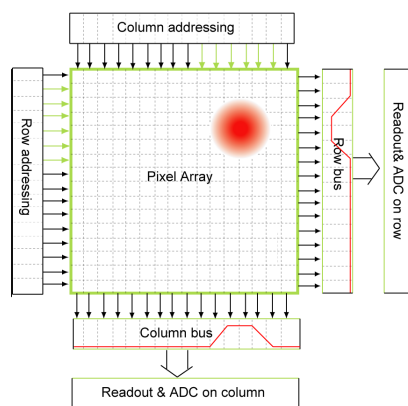 Column addressing
Row addressing
Pixel Array
Row bus
Readout& ADC on row
Column bus
Readout & ADC on column